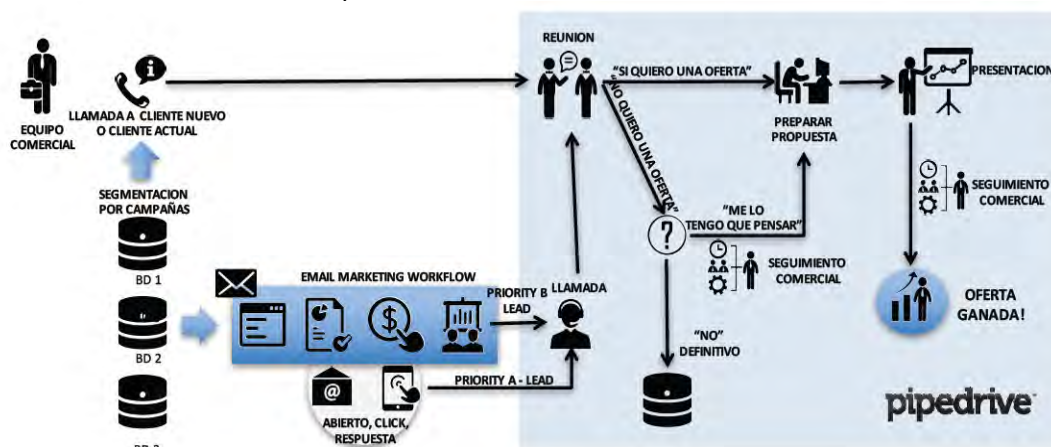 EQUIPO
COMERCIAL
LLAMADA A CLIENTE NUEVO
O CLIENTE ACTUAL
SEGMENTACION
POR CAMPAÑAS
BD 1
BD 2
EMAIL MARKETING WORKFLOW
PRIORITY B
LEAD
PRIORITY A - LEAD
@
ABIERTO, CLICK,
RESPUESTA
LLAMADA
REUNION
"SI QUIERO UNA OFERTA"
"NO QUIERO UNA OFERTA"
?
"ME LO
TENGO QUE PENSAR"
SEGUIMIENTO
COMERCIAL
"NO"
DEFINITIVO
PREPARAR
PROPUESTA
PRESENTACION
SEGUIMIENTO
COMERCIAL
OFERTA
GANADA!
pipedrive